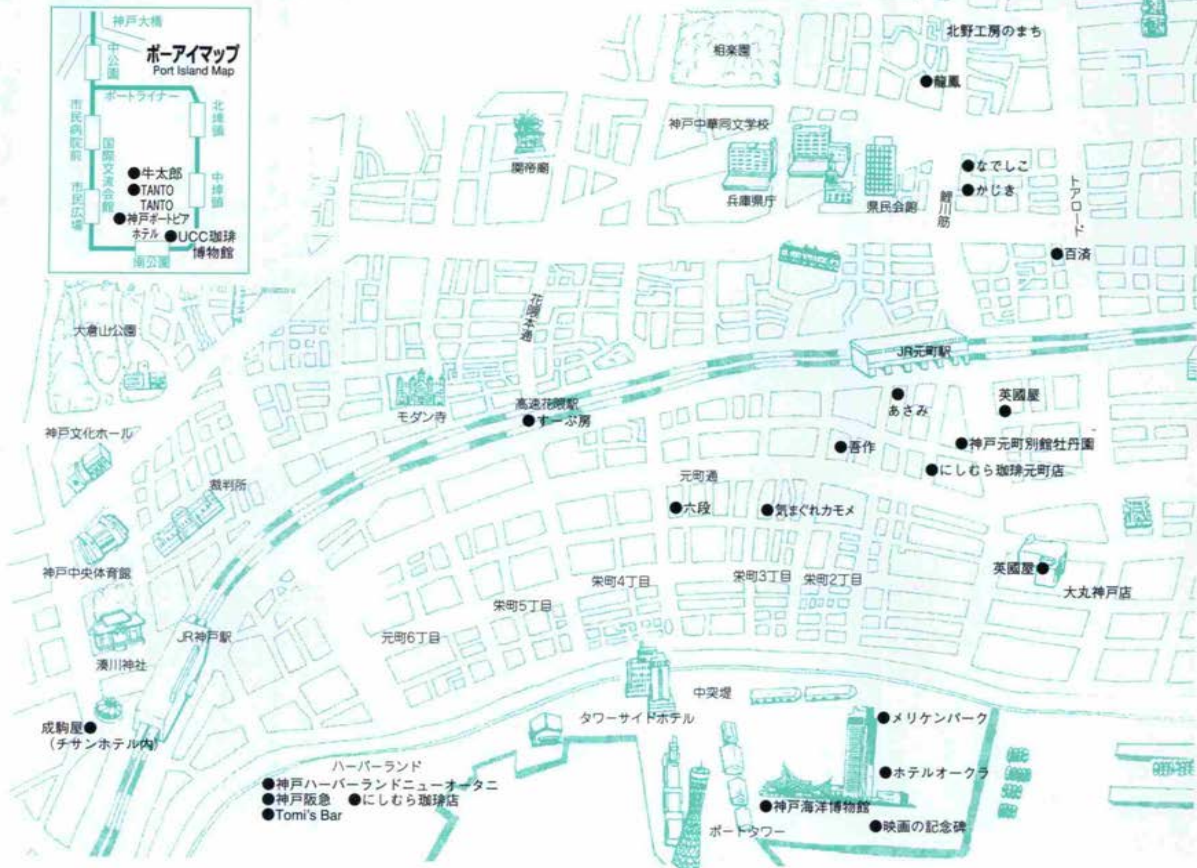 神戸大橋
中公園
ポーアイマップ
Port Island Map
ポートライナー
市民病院前
北埠頭
国際交流会館
●牛太郎
●TANTO
TANTO
中埠頭
市民広場
●神戸ポートピア
ホテル
●UCC珈琲
博物館
南公園
相楽園
北野工房のまち
●龍鳳
関帝廟
神戸中華同文学校
兵庫県庁
県民会館
鯉川筋
●なでしこ
●かじき
トアロード
●百済
大倉山公園
花隈本通
JR元町駅
モダン寺
高速花隈駅
●すーぷ房
●あさみ
英國屋●
神戸文化ホール
●吾作
●神戸元町別館牡丹園
●にしむら珈琲元町店
裁判所
元町通
●六段
●気まぐれカモメ
神戸中央体育館
英國屋●
大丸神戸店
栄町4丁目
栄町3丁目
栄町2丁目
栄町5丁目
元町6丁目
JR神戸駅
湊川神社
成駒屋●
(チサンホテル内)
中突堤
タワーサイドホテル
●メリケンパーク
ハーバーランド
●神戸ハーバーランドニューオータニ
●神戸阪急 ●にしむら珈琲店
●Tomi's Bar
●ホテルオークラ
●神戸海洋博物館
ポートタワー
●映画の記念碑